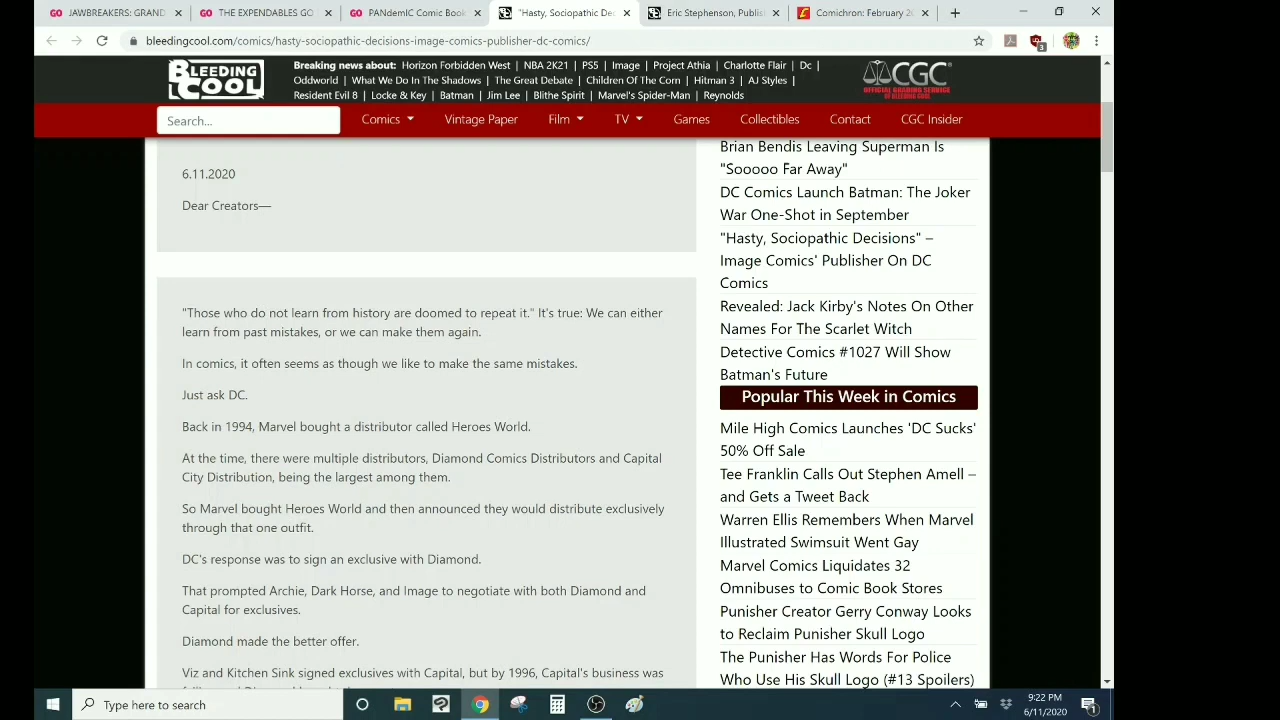 JAWBREAKERS: GRAND
THE EXPENDABLES GO
PANdemIC Comic Book
"Hasty, Sociopathic De
Eric Stephenson, Publis
Comichron: February 2
bleedingcool.com/comics/hasty-sociopathic-decisions-image-comics-publisher-dc-comics/
3
BLEEDING COOL
Breaking news about: Horizon Forbidden West | NBA 2K21 | PS5 | Image | Project Athia | Charlotte Flair | Dc |
Oddworld | What We Do In The Shadows | The Great Debate | Children Of The Corn | Hitman 3 | AJ Styles |
Resident Evil 8 | Locke & Key | Batman | Jim Lee | Blithe Spirit | Marvel's Spider-Man | Reynolds
CGC
OFFICIAL GRADING SERVICE
OF BLEEDING COOL
Search...
Comics
Vintage Paper
Film
TV
Games
Collectibles
Contact
CGC Insider
6.11.2020
Dear Creators—
"Those who do not learn from history are doomed to repeat it." It's true: We can either
learn from past mistakes, or we can make them again.
In comics, it often seems as though we like to make the same mistakes.
Just ask DC.
Back in 1994, Marvel bought a distributor called Heroes World.
At the time, there were multiple distributors, Diamond Comics Distributors and Capital
City Distribution, being the largest among them.
So Marvel bought Heroes World and then announced they would distribute exclusively
through that one outfit.
DC's response was to sign an exclusive with Diamond.
That prompted Archie, Dark Horse, and Image to negotiate with both Diamond and
Capital for exclusives.
Diamond made the better offer.
Viz and Kitchen Sink signed exclusives with Capital, but by 1996, Capital's business was
Brian Bendis Leaving Superman Is
"Sooooo Far Away"
DC Comics Launch Batman: The Joker
War One-Shot in September
"Hasty, Sociopathic Decisions" –
Image Comics' Publisher On DC
Comics
Revealed: Jack Kirby's Notes On Other
Names For The Scarlet Witch
Detective Comics #1027 Will Show
Batman's Future
Popular This Week in Comics
Mile High Comics Launches 'DC Sucks'
50% Off Sale
Tee Franklin Calls Out Stephen Amell –
and Gets a Tweet Back
Warren Ellis Remembers When Marvel
Illustrated Swimsuit Went Gay
Marvel Comics Liquidates 32
Omnibuses to Comic Book Stores
Punisher Creator Gerry Conway Looks
to Reclaim Punisher Skull Logo
The Punisher Has Words For Police
Who Use His Skull Logo (#13 Spoilers)
Type here to search
9:22 PM
6/11/2020
1